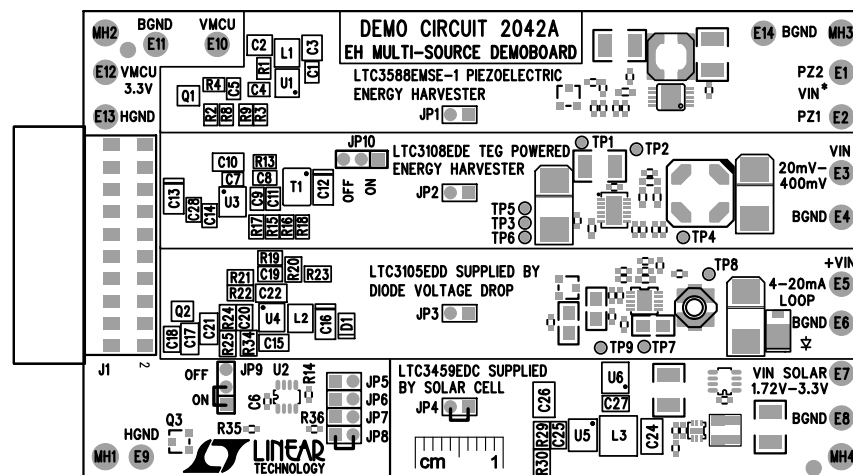 MH2
BGND
E11
VMCU
E10
C2
L1
C3
DEMO CIRCUIT 2042A
EH MULTI-SOURCE DEMOBOARD
E14
BGND
MH3
E12
VMCU
3.3V
E13
HGND
Q1
R4
C5
R1
C4
U1
C1
R2
R8
R9
R3
LTC3588EMSE-1 PIEZOELECTRIC
ENERGY HARVESTER
JP1
PZ2
E1
VIN*
PZ1
E2
JP10
OFF
ON
LTC3108EDE TEG POWERED
ENERGY HARVESTER
JP2
C10
R13
C7
C8
C13
C28
C14
U3
C9
C11
T1
C12
R17
R15
R16
R18
TP1
TP2
TP5
TP3
TP6
TP4
VIN
E3
20mV-
400mV
BGND
E4
R19
R21
C19
R20
R23
R22
C22
Q2
C18
C17
C21
R24
C20
U4
L2
C16
D1
R25
R34
C15
LTC3105EDD SUPPLIED BY
DIODE VOLTAGE DROP
JP3
TP8
TP9
TP7
+VIN
E5
4-20mA
LOOP
BGND
E6
J1
2
OFF
JP9
ON
U2
R14
C6
R36
R35
JP5
JP6
JP7
JP8
Q3
HGND
MH1
E9
LINEAR
TECHNOLOGY
LTC3459EDC SUPPLIED
BY SOLAR CELL
JP4
cm
1
U6
C27
C26
R29
R30
C25
U5
L3
C24
VIN SOLAR
1.72V-3.3V
E7
BGND
E8
MH4